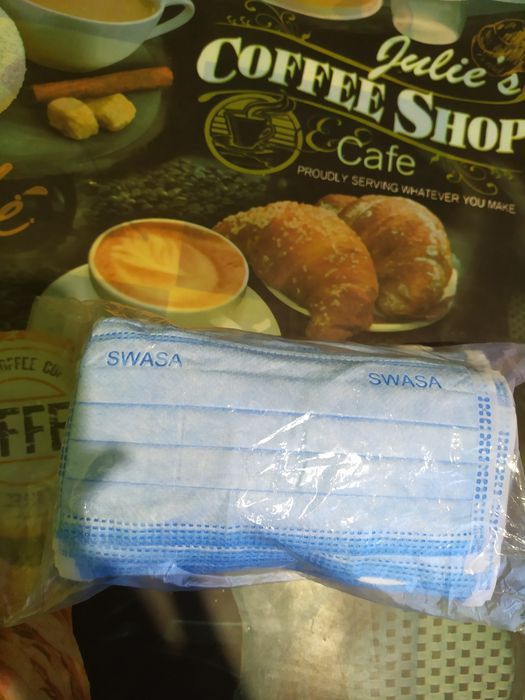 Julie's
COFFEE SHOP
& Cafe
PROUDLY SERVING WHATEVER YOU MAKE
SWASA
SWASA